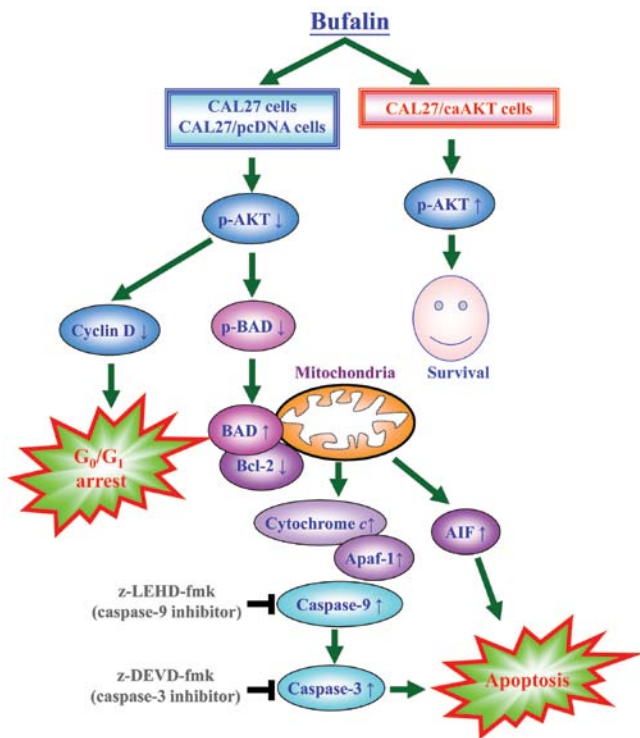 Bufalin
CAL27 cells
CAL27/pcDNA cells
CAL27/caAKT cells
p-AKT ↓
p-AKT ↑
Cyclin D ↓
p-BAD ↓
Survival
Mitochondria
BAD ↑
Bcl-2 ↓
G₀/G₁
arrest
Cytochrome c↑
Apaf-1↑
AIF ↑
z-LEHD-fmk
(caspase-9 inhibitor)
Caspase-9 ↑
z-DEVD-fmk
(caspase-3 inhibitor)
Caspase-3 ↑
Apoptosis